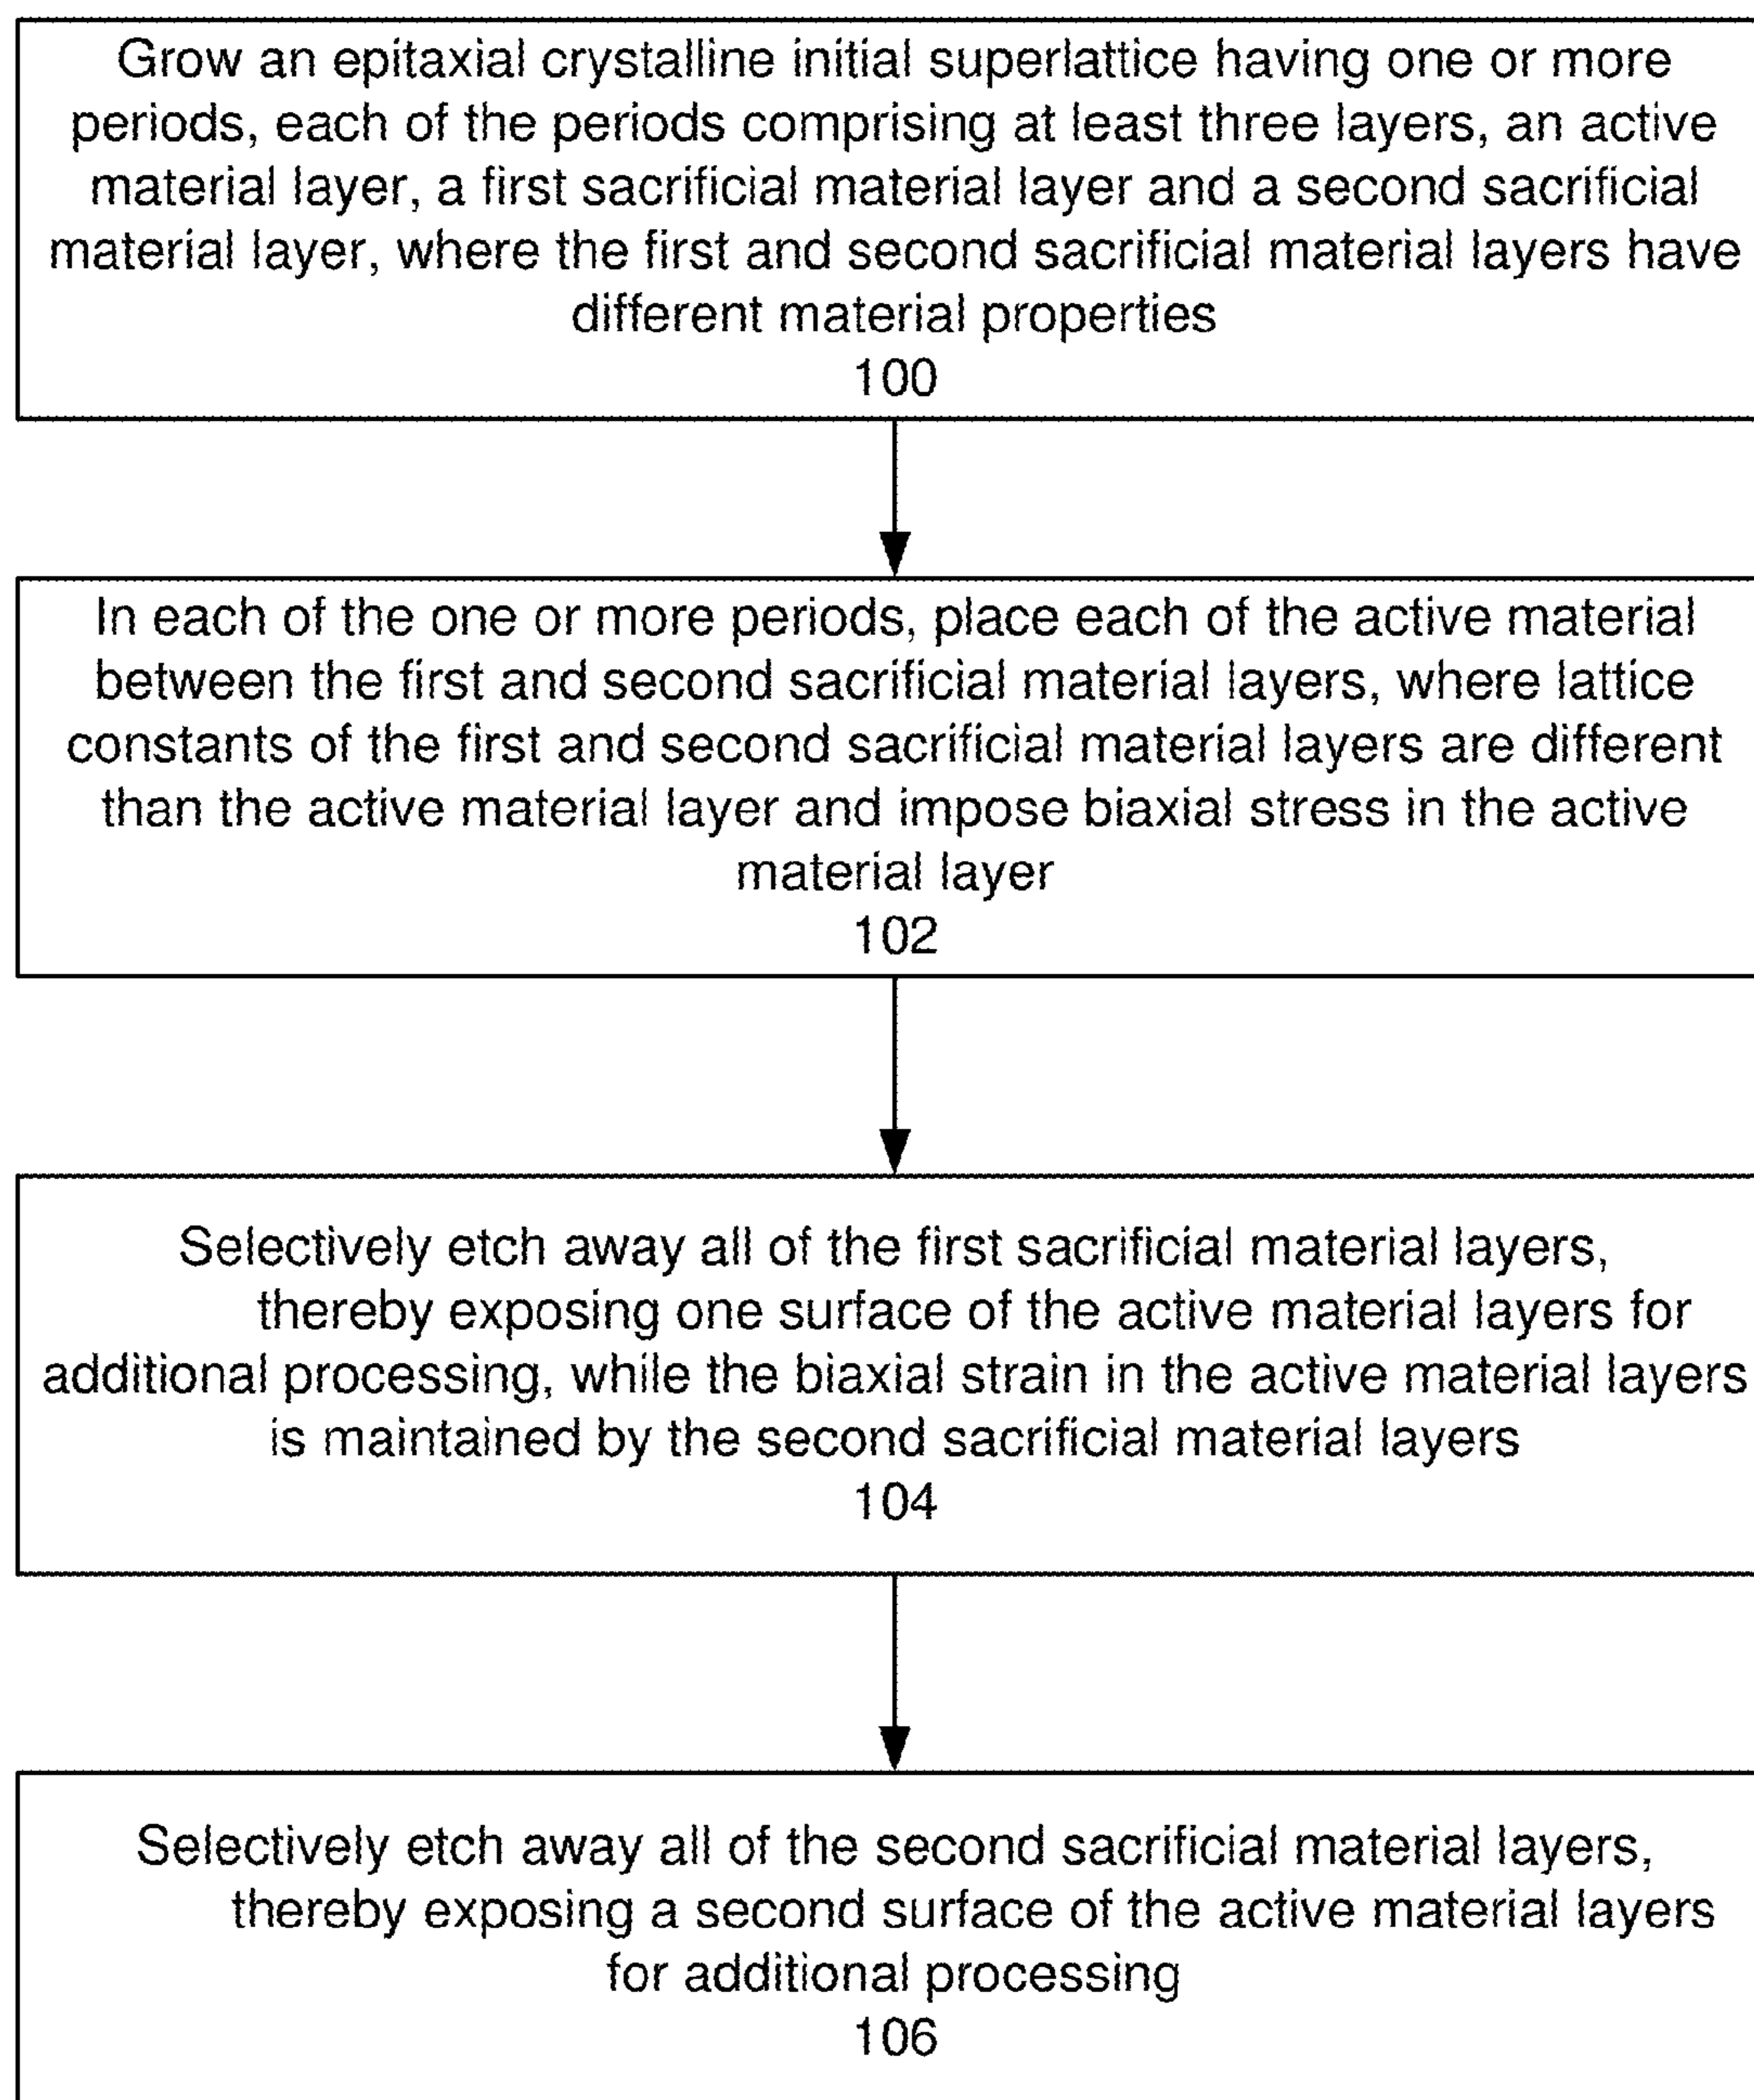 Grow an epitaxial crystalline initial superlattice having one or more
periods, each of the periods comprising at least three layers, an active
material layer, a first sacrificial material layer and a second sacrificial
material layer, where the first and second sacrificial material layers have
different material properties
100
In each of the one or more periods, place each of the active material
between the first and second sacrificial material layers, where lattice
constants of the first and second sacrificial material layers are different
than the active material layer and impose biaxial stress in the active
material layer
102
Selectively etch away all of the first sacrificial material layers,
thereby exposing one surface of the active material layers for
additional processing, while the biaxial strain in the active material layers
is maintained by the second sacrificial material layers
104
Selectively etch away all of the second sacrificial material layers,
thereby exposing a second surface of the active material layers
for additional processing
106